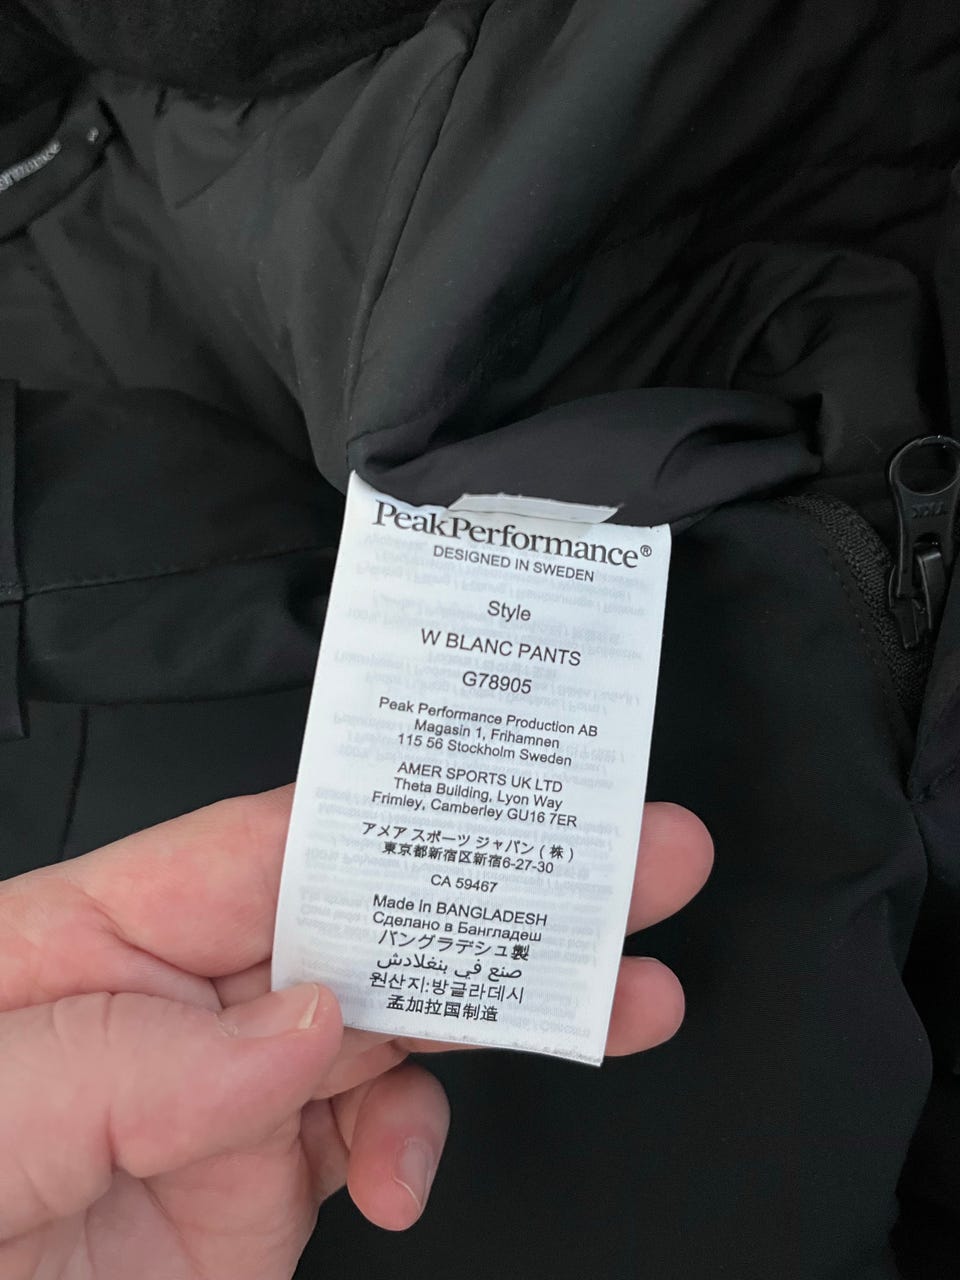 PeakPerformance®
DESIGNED IN SWEDEN
Style
W BLANC PANTS
G78905
Peak Performance Production AB
Magasin 1, Frihamnen
115 56 Stockholm Sweden
AMER SPORTS UK LTD
Theta Building, Lyon Way
Frimley, Camberley GU16 7ER
アメア スポーツ ジャパン ( 株 )
東京都新宿区新宿6-27-30
CA 59467
Made In BANGLADESH
Сделано в Бангладеш
バングラデシュ製
صنع في بنغلادش
원산지:방글라데시
孟加拉国制造
YKK